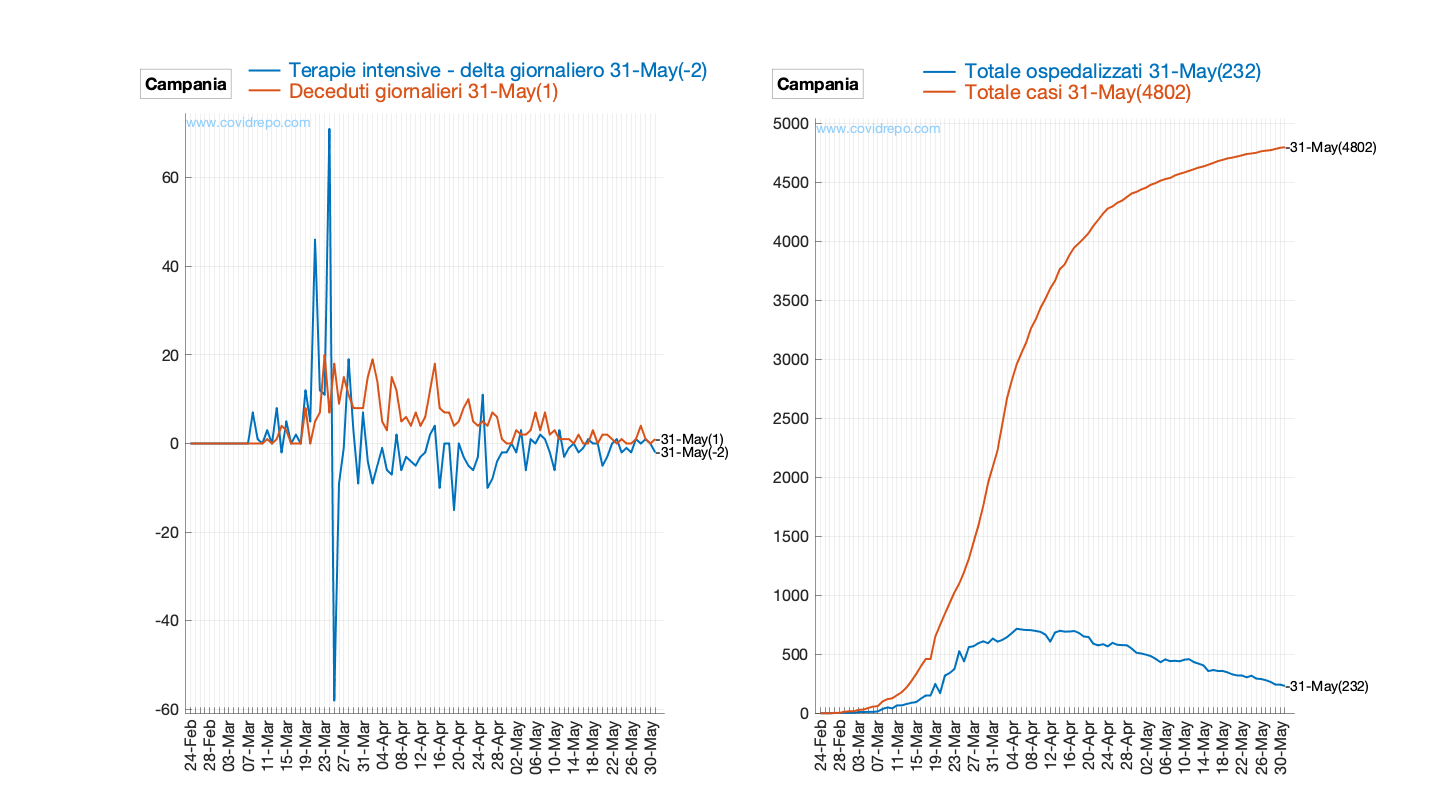 Campania
Terapie intensive - delta giornaliero 31-May(-2)
Deceduti giornalieri 31-May(1)
www.covidrepo.com
60
40
20
0
-20
-40
-60
-31-May(1)
-31-May(-2)
24-Feb
28-Feb
03-Mar
07-Mar
11-Mar
15-Mar
19-Mar
23-Mar
27-Mar
31-Mar
04-Apr
08-Apr
12-Apr
16-Apr
20-Apr
24-Apr
28-Apr
02-May
06-May
10-May
14-May
18-May
22-May
26-May
30-May
Campania
Totale ospedalizzati 31-May(232)
Totale casi 31-May(4802)
www.covidrepo.com
5000
4500
4000
3500
3000
2500
2000
1500
1000
500
0
-31-May(4802)
-31-May(232)
24-Feb
28-Feb
03-Mar
07-Mar
11-Mar
15-Mar
19-Mar
23-Mar
27-Mar
31-Mar
04-Apr
08-Apr
12-Apr
16-Apr
20-Apr
24-Apr
28-Apr
02-May
06-May
10-May
14-May
18-May
22-May
26-May
30-May